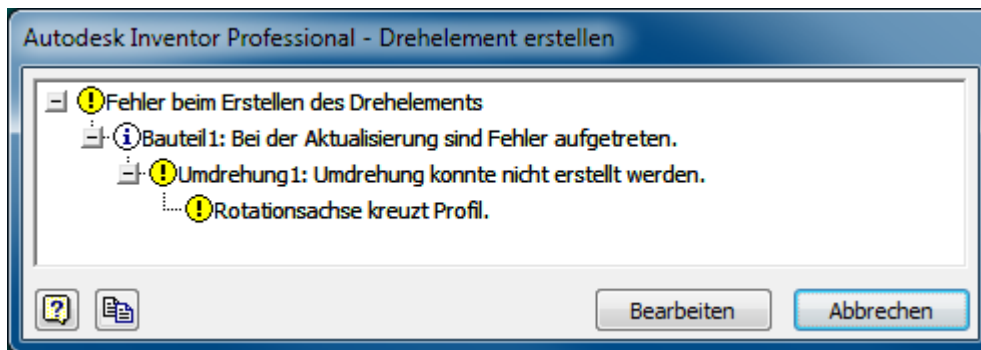 Autodesk Inventor Professional - Drehelement erstellen
Fehler beim Erstellen des Drehelements
Bauteil1: Bei der Aktualisierung sind Fehler aufgetreten.
Umdrehung1: Umdrehung konnte nicht erstellt werden.
Rotationsachse kreuzt Profil.
Bearbeiten Abbrechen